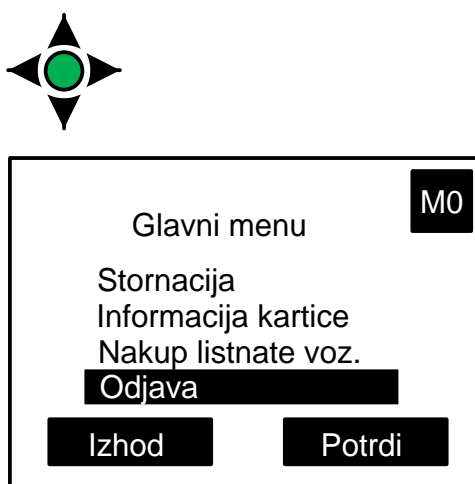 M0
Glavni menu
Stornacija
Informacija kartice
Nakup listnate voz.
Odjava
Izhod Potrdi